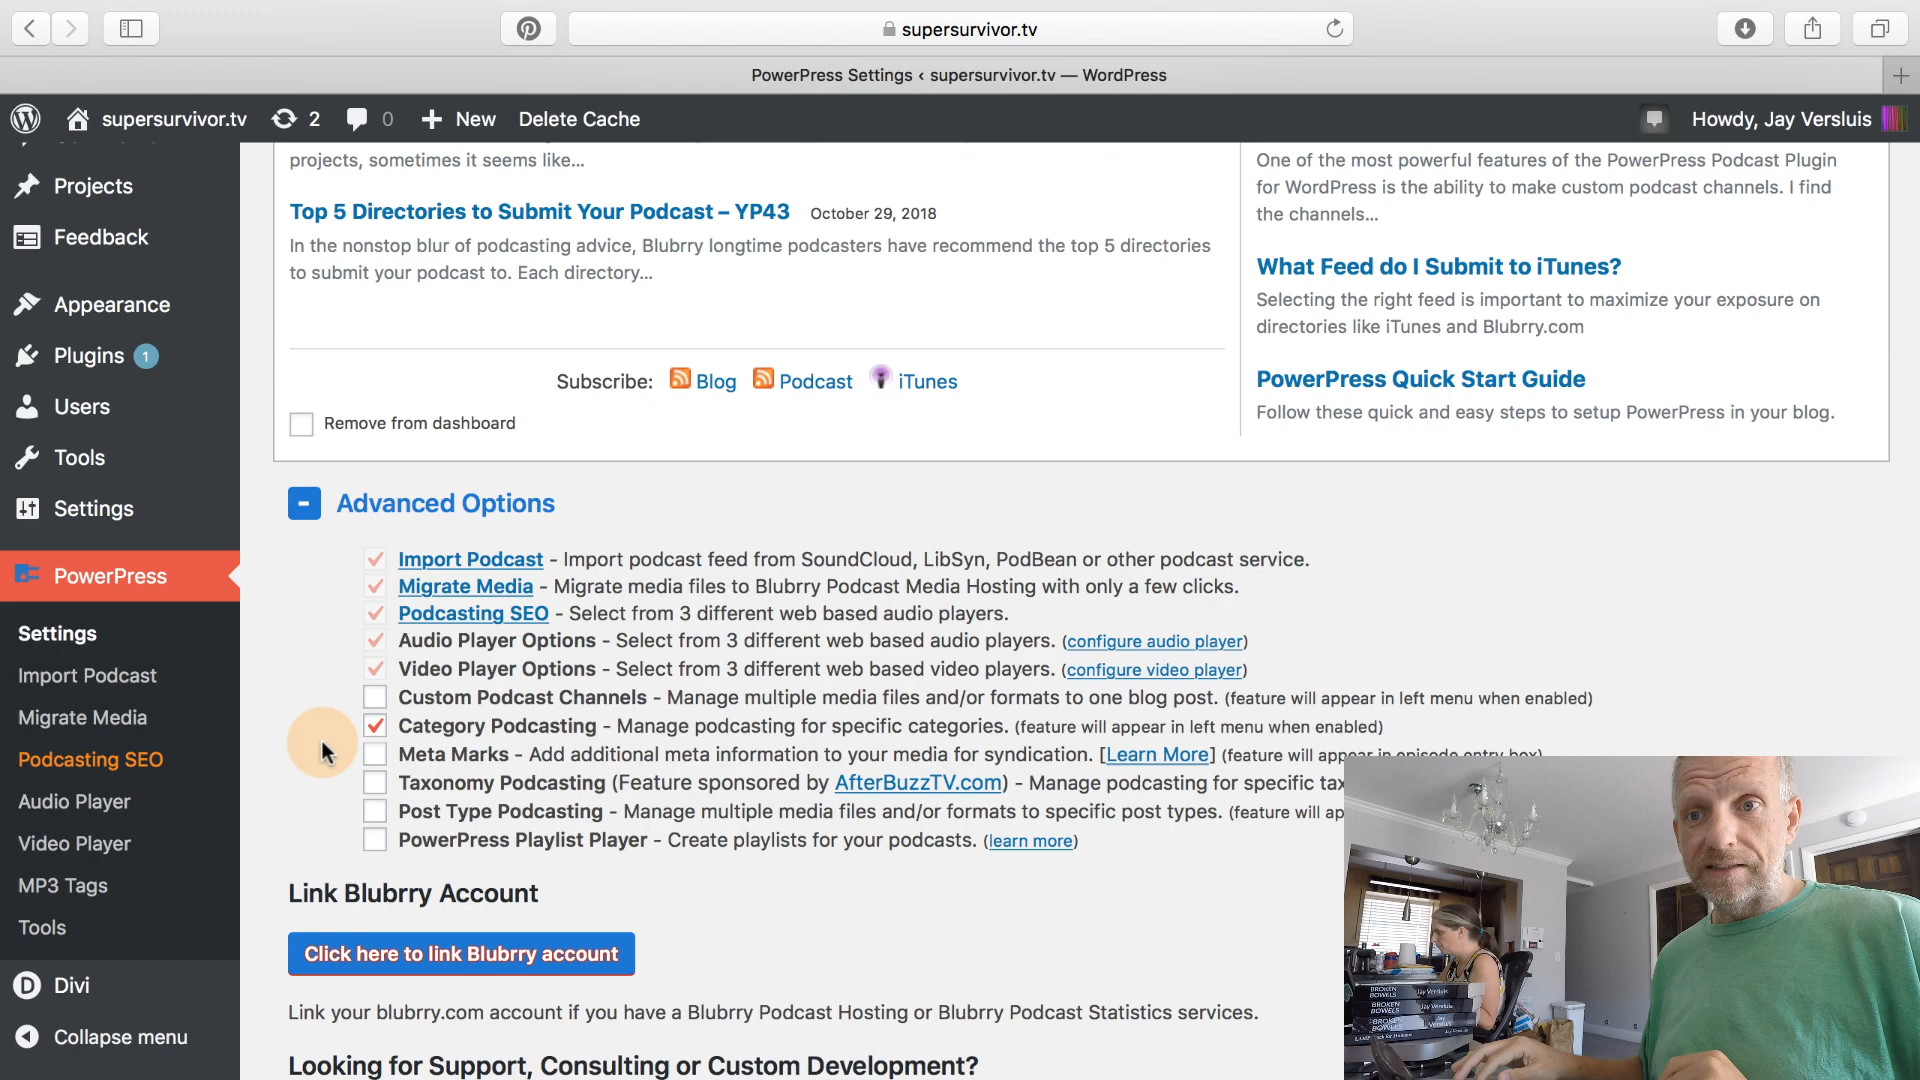 supersurvivor.tv
PowerPress Settings ‹ supersurvivor.tv — WordPress
supersurvivor.tv 2 0 New Delete Cache Howdy, Jay Versluis
Projects
Feedback
Appearance
Plugins 1
Users
Tools
Settings
PowerPress
Settings
Import Podcast
Migrate Media
Podcasting SEO
Audio Player
Video Player
MP3 Tags
Tools
Divi
Collapse menu
projects, sometimes it seems like...
Top 5 Directories to Submit Your Podcast – YP43 October 29, 2018
In the nonstop blur of podcasting advice, Blubrry longtime podcasters have recommend the top 5 directories
to submit your podcast to. Each directory...
Subscribe: Blog Podcast iTunes
Remove from dashboard
One of the most powerful features of the PowerPress Podcast Plugin
for WordPress is the ability to make custom podcast channels. I find
the channels...
What Feed do I Submit to iTunes?
Selecting the right feed is important to maximize your exposure on
directories like iTunes and Blubrry.com
PowerPress Quick Start Guide
Follow these quick and easy steps to setup PowerPress in your blog.
- Advanced Options
Import Podcast - Import podcast feed from SoundCloud, LibSyn, PodBean or other podcast service.
Migrate Media - Migrate media files to Blubrry Podcast Media Hosting with only a few clicks.
Podcasting SEO - Select from 3 different web based audio players.
Audio Player Options - Select from 3 different web based audio players. (configure audio player)
Video Player Options - Select from 3 different web based video players. (configure video player)
Custom Podcast Channels - Manage multiple media files and/or formats to one blog post. (feature will appear in left menu when enabled)
Category Podcasting - Manage podcasting for specific categories. (feature will appear in left menu when enabled)
Meta Marks - Add additional meta information to your media for syndication. [Learn More] (feature will appear in episode entry box)
Taxonomy Podcasting (Feature sponsored by AfterBuzzTV.com) - Manage podcasting for specific tax
Post Type Podcasting - Manage multiple media files and/or formats to specific post types. (feature will ap
PowerPress Playlist Player - Create playlists for your podcasts. (learn more)
Link Blubrry Account
Click here to link Blubrry account
Link your blubrry.com account if you have a Blubrry Podcast Hosting or Blubrry Podcast Statistics services.
Looking for Support, Consulting or Custom Development?
BROKEN BOWELS Jay Versluis
BROKEN BOWELS Jay Versluis
BROKEN BOWELS Jay Versluis